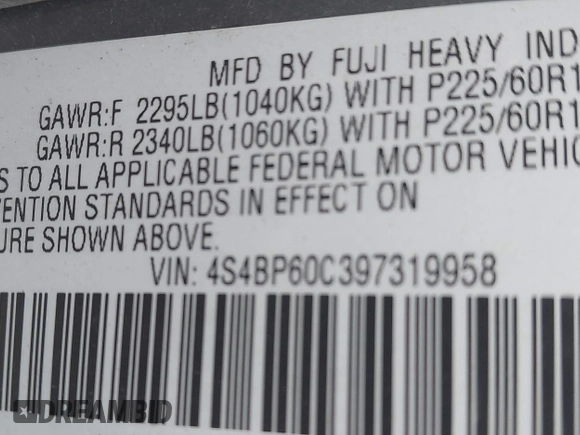 MFD BY FUJI HEAVY IND
GAWR:F 2295LB(1040KG) WITH P225/60R1
GAWR:R 2340LB(1060KG) WITH P225/60R1
S TO ALL APPLICABLE FEDERAL MOTOR VEHIC
VENTION STANDARDS IN EFFECT ON
URE SHOWN ABOVE.
VIN: 4S4BP60C397319958
DREAMBID